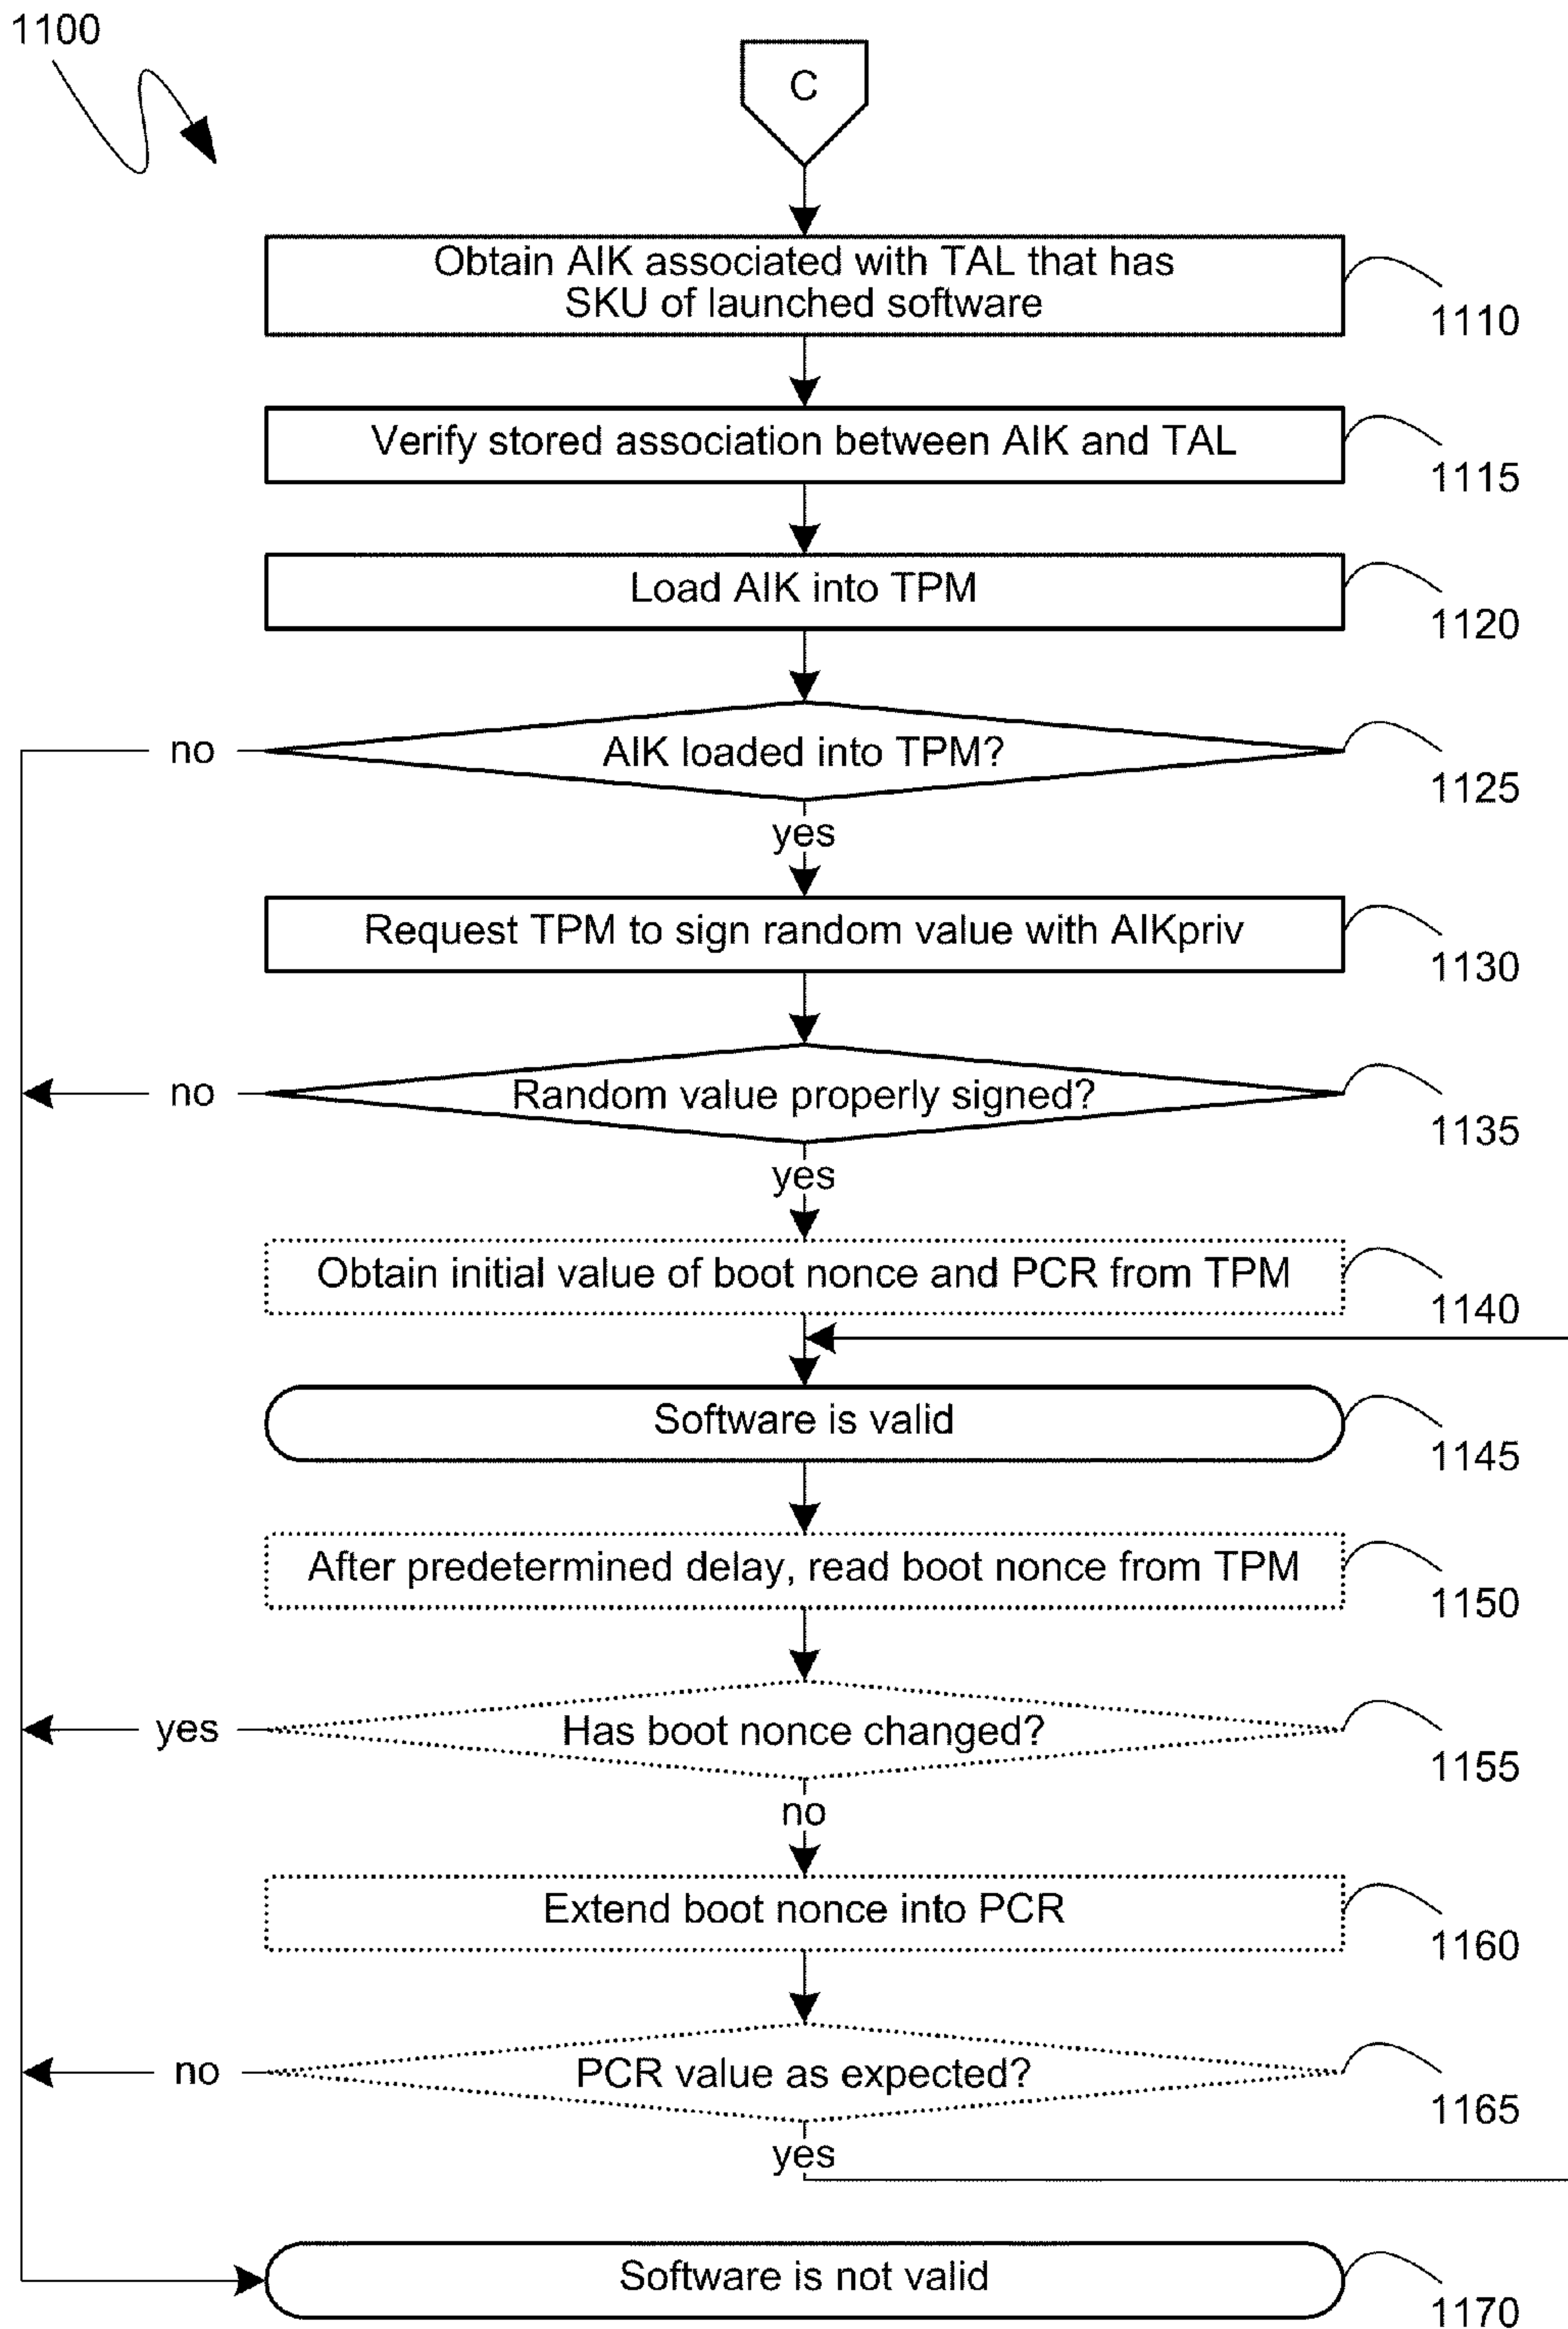 1100
C
Obtain AIK associated with TAL that has
SKU of launched software
1110
Verify stored association between AIK and TAL
1115
Load AIK into TPM
1120
no
AIK loaded into TPM?
1125
yes
Request TPM to sign random value with AIKpriv
1130
no
Random value properly signed?
1135
yes
Obtain initial value of boot nonce and PCR from TPM
1140
Software is valid
1145
After predetermined delay, read boot nonce from TPM
1150
yes
Has boot nonce changed?
1155
no
Extend boot nonce into PCR
1160
no
PCR value as expected?
1165
yes
Software is not valid
1170